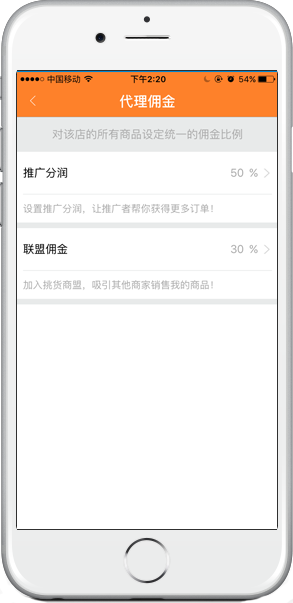 中国移动 下午2:20 54%
代理佣金
对该店的所有商品设定统一的佣金比例
推广分润 50 %
设置推广分润，让推广者帮你获得更多订单！
联盟佣金 30 %
加入挑货商盟，吸引其他商家销售我的商品！